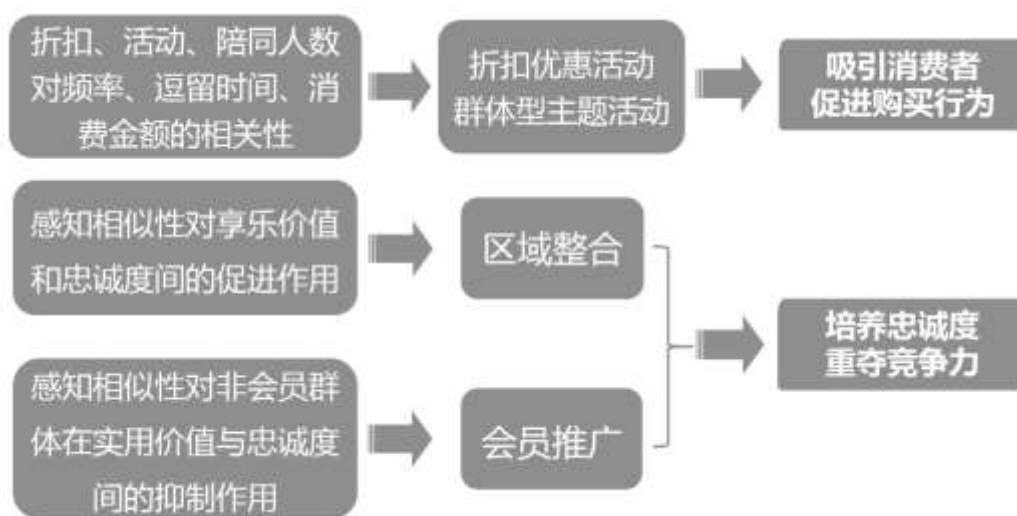 折扣、活动、陪同人数
对频率、逗留时间、消
费金额的相关性
折扣优惠活动
群体型主题活动
吸引消费者
促进购买行为
感知相似性对享乐价值
和忠诚度间的促进作用
区域整合
感知相似性对非会员群
体在实用价值与忠诚度
间的抑制作用
会员推广
培养忠诚度
重夺竞争力